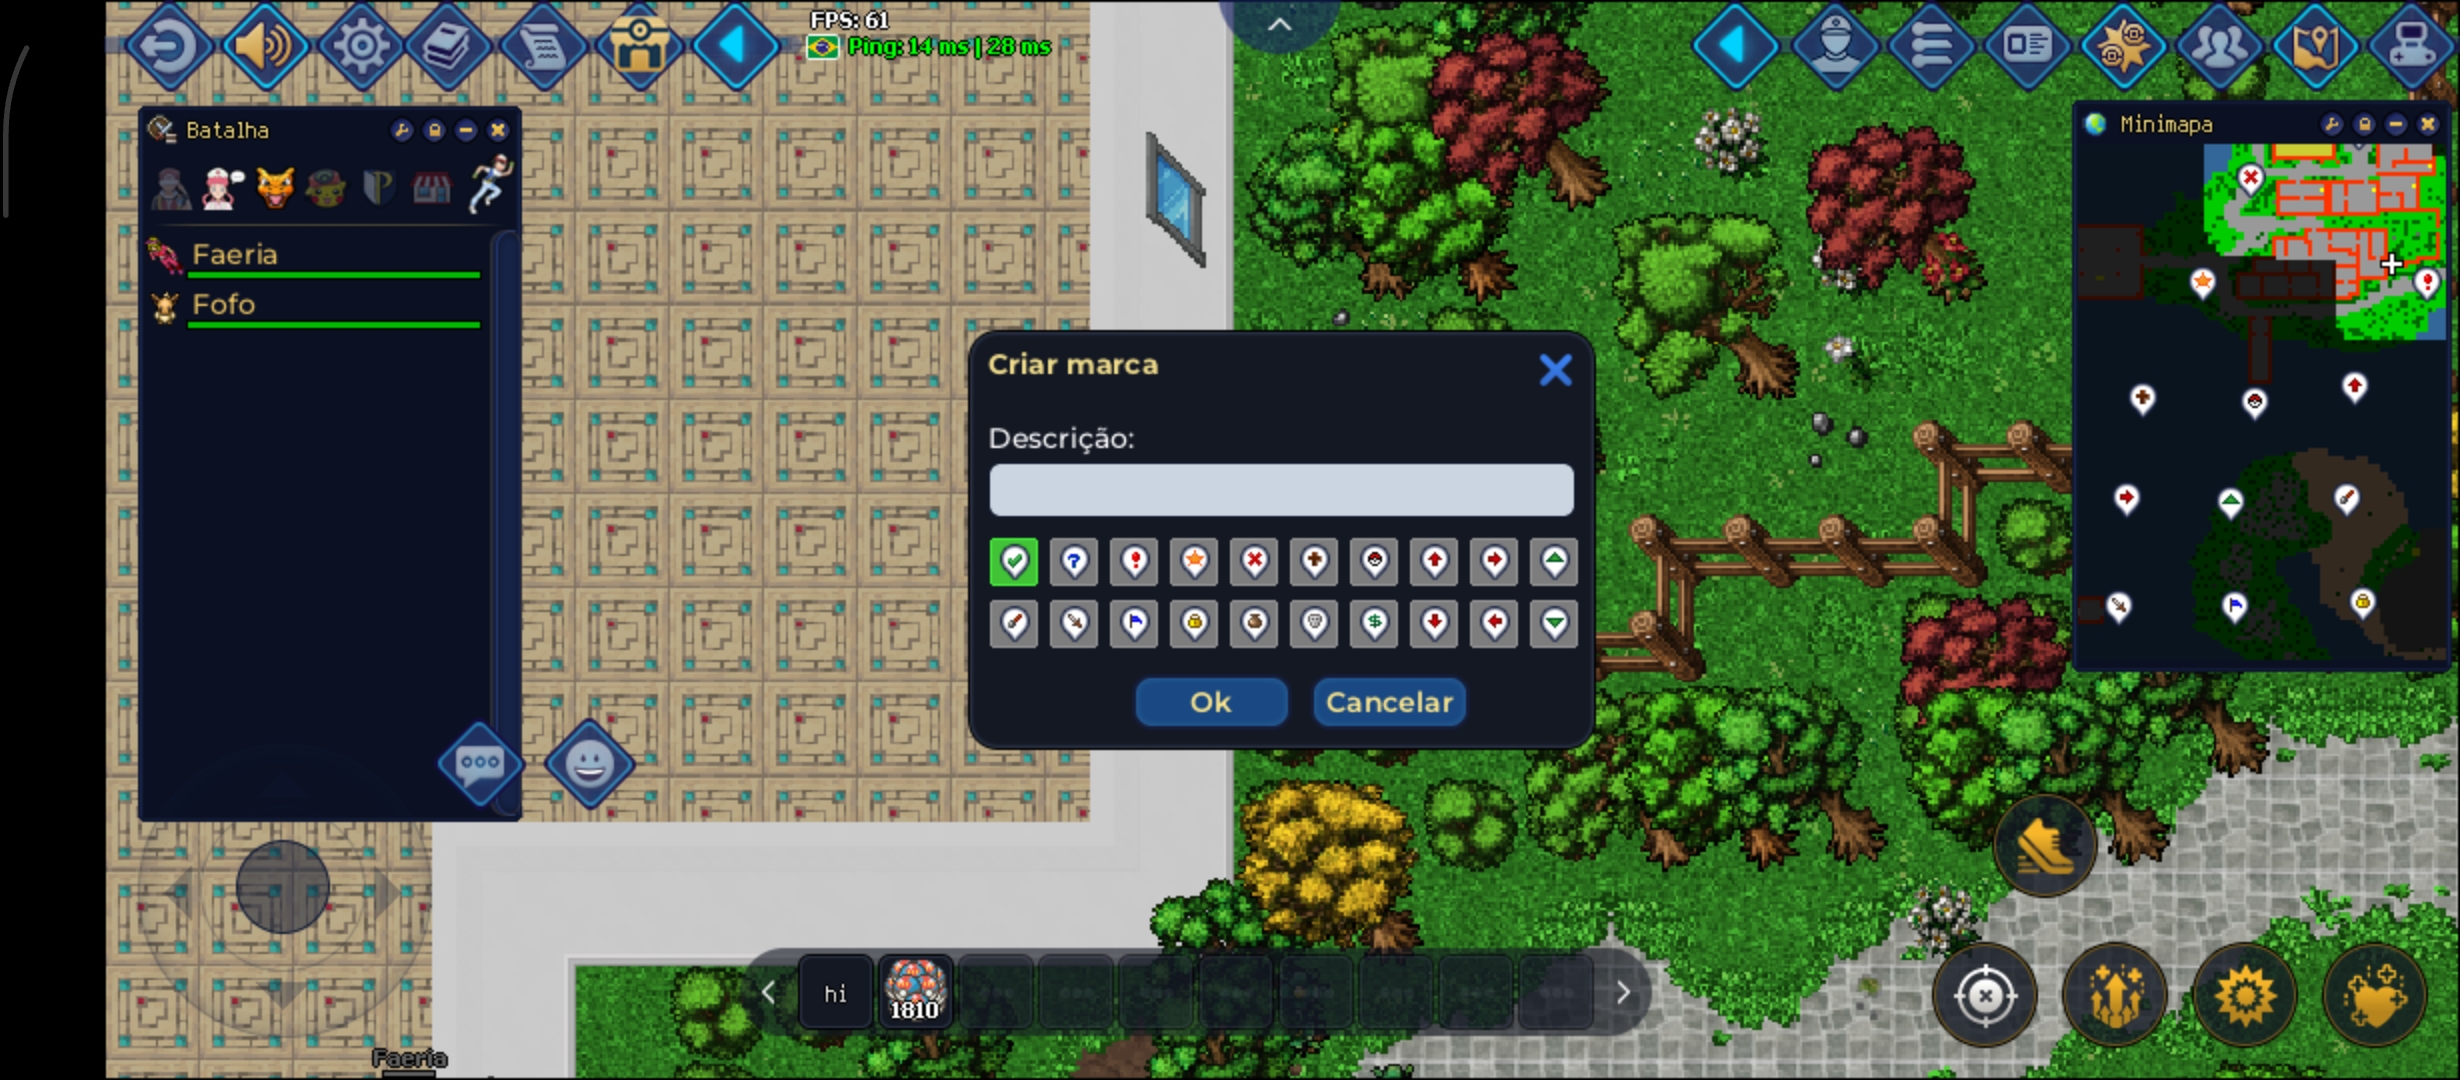 FPS: 61
Ping: 14 ms | 28 ms
Batalha
Faeria
Fofo
Minimapa
Criar marca
Descrição:
Ok
Cancelar
hi
1810
Faeria